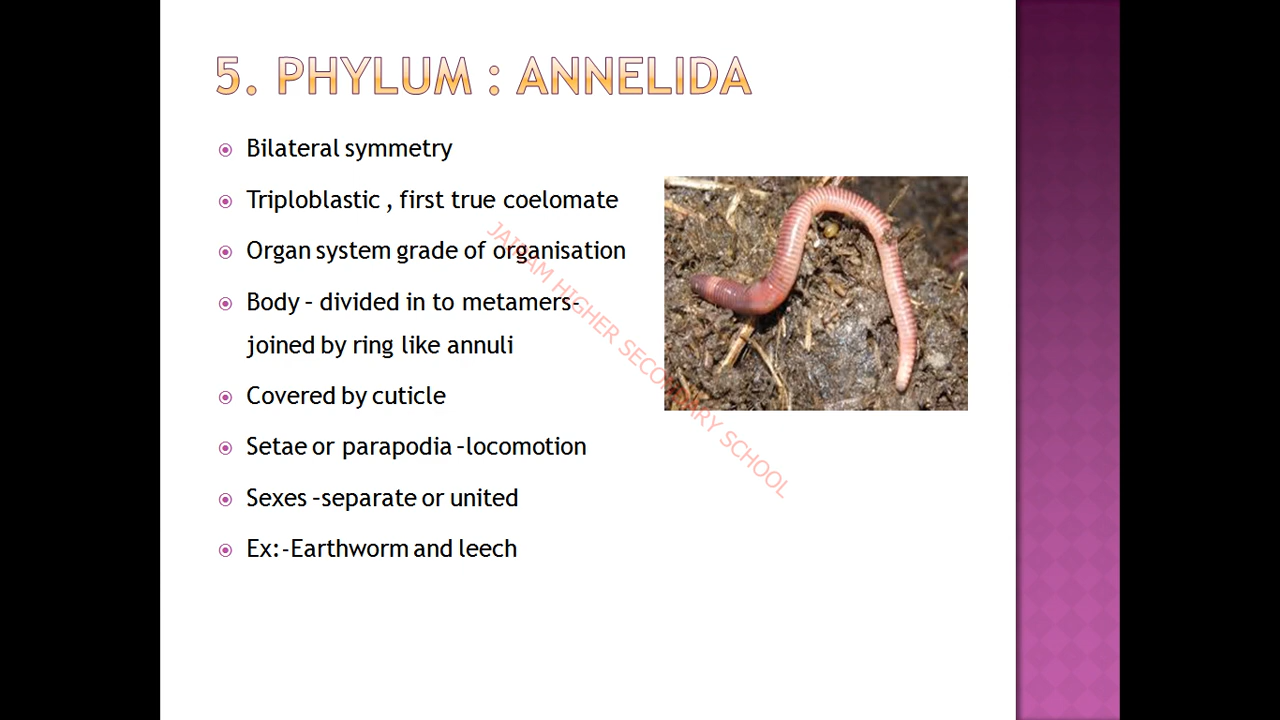 5. PHYLUM : ANNELIDA
Bilateral symmetry
Triploblastic , first true coelomate
Organ system grade of organisation
Body – divided in to metamers-
joined by ring like annuli
Covered by cuticle
Setae or parapodia –locomotion
Sexes –separate or united
Ex:-Earthworm and leech
HIGHER SECONDARY SCHOOL